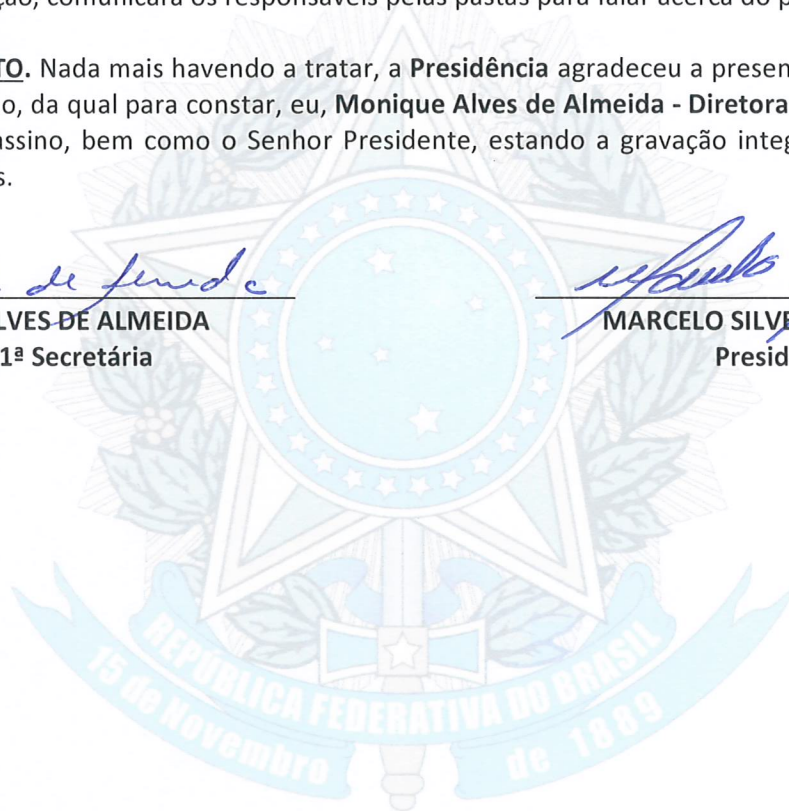 ção, comunicará os responsáveis pelas pastas para falar acerca do p
TO. Nada mais havendo a tratar, a Presidência agradeceu a presen
o, da qual para constar, eu, Monique Alves de Almeida - Diretora
assino, bem como o Senhor Presidente, estando a gravação integ
s.
LVES DE ALMEIDA
1ª Secretária
MARCELO SILVE
Presid
REPÚBLICA FEDERATIVA DO BRASIL
15 de Novembro de 1889